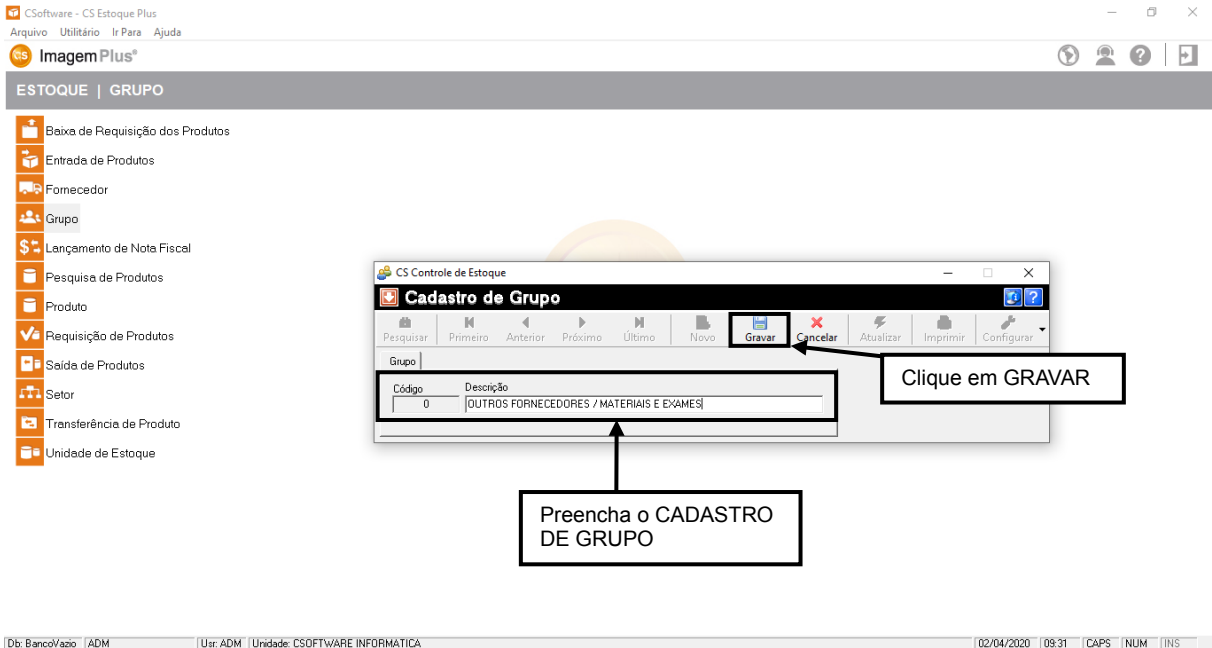 CSoftware - CS Estoque Plus
Arquivo Utilitário Ir Para Ajuda
cs ImagemPlus®
ESTOQUE | GRUPO
Baixa de Requisição dos Produtos
Entrada de Produtos
Fornecedor
Grupo
Lançamento de Nota Fiscal
Pesquisa de Produtos
Produto
Requisição de Produtos
Saída de Produtos
Setor
Transferência de Produto
Unidade de Estoque
CS Controle de Estoque
Cadastro de Grupo
Pesquisar Primeiro Anterior Próximo Último Novo Gravar Cancelar Atualizar Imprimir Configurar
Grupo
Código Descrição
0 OUTROS FORNECEDORES / MATERIAIS E EXAMES
Clique em GRAVAR
Preencha o CADASTRO
DE GRUPO
Db: BancoVazio ADM Usr: ADM Unidade: CSOFTWARE INFORMATICA 02/04/2020 09:31 CAPS NUM INS